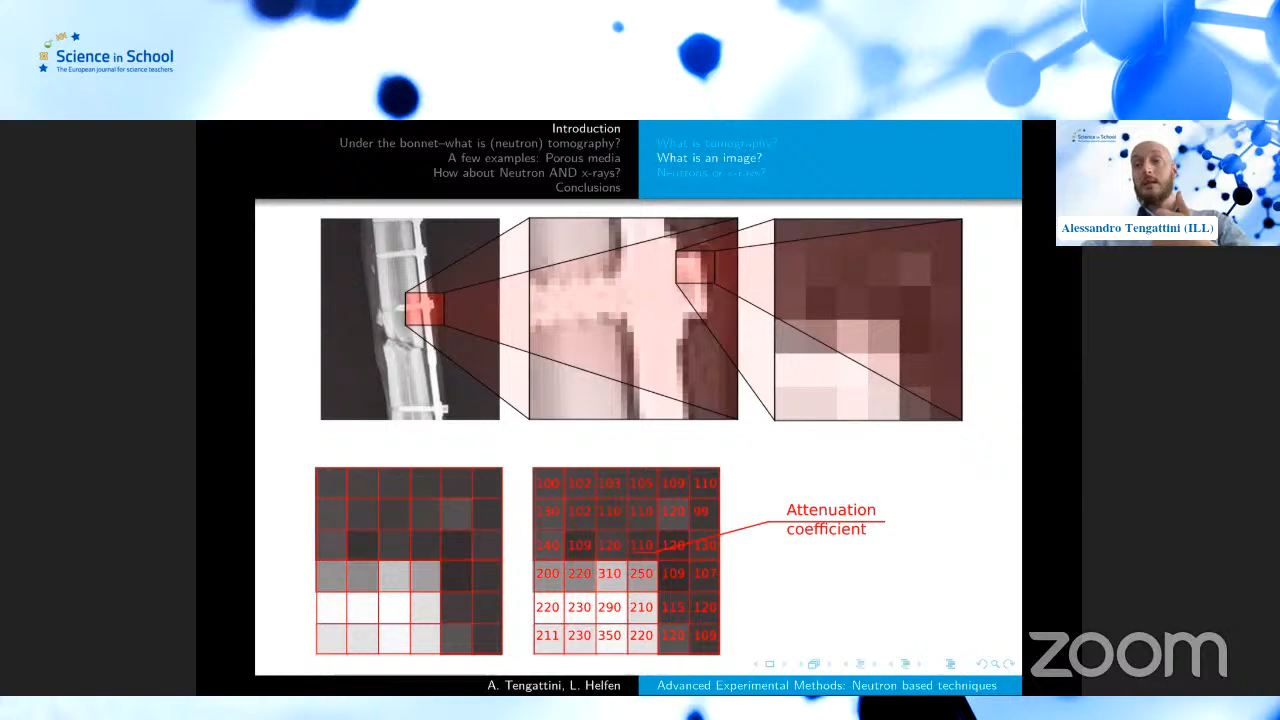 Science in School
The European journal for science teachers
Introduction
Under the bonnet–what is (neutron) tomography?
A few examples: Porous media
How about Neutron AND x-rays?
Conclusions
What is tomography?
What is an image?
Neutrons or x-rays?
Science in School
Alessandro Tengattini (ILL)
100 102 103 105 109 110
130 102 110 110 120 99
140 109 120 110 120 130
200 220 310 250 109 107
220 230 290 210 115 120
211 230 350 220 120 109
Attenuation
coefficient
A. Tengattini, L. Helfen
Advanced Experimental Methods: Neutron based techniques
zoom